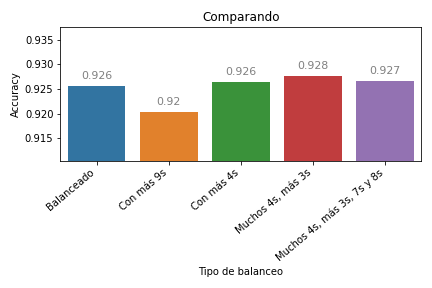 Comparando
0.935
0.930
0.925
0.920
0.915
Accuracy
0.926
0.92
0.926
0.928
0.927
Balanceado
Con más 9s
Con más 4s
Muchos 4s, más 3s
Muchos 4s, más 3s, 7s y 8s
Tipo de balanceo